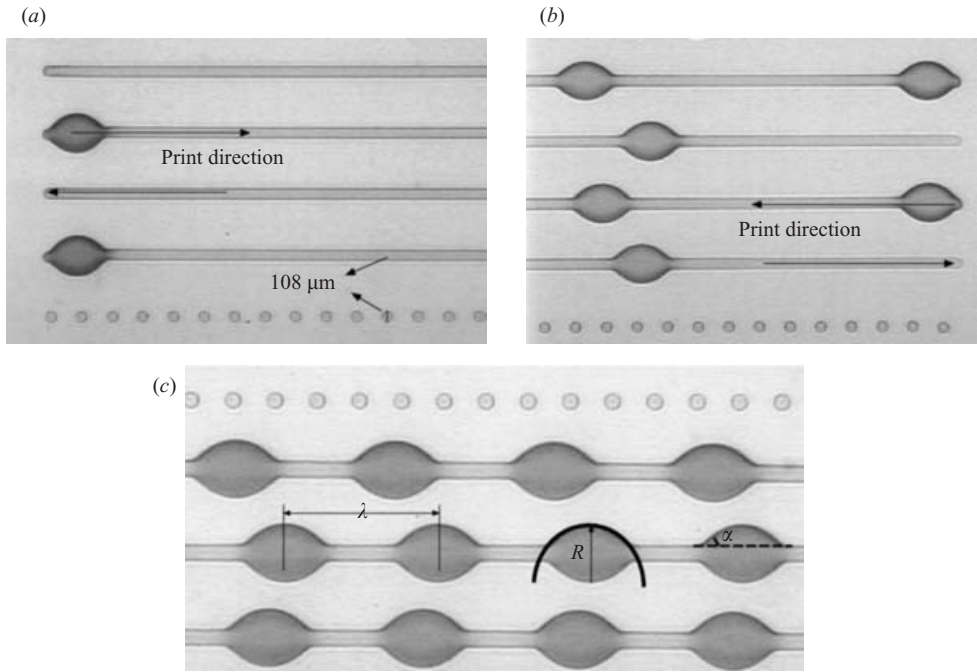 (a)
(b)
Print direction
Print direction
108 μm
(c)
λ
R
α